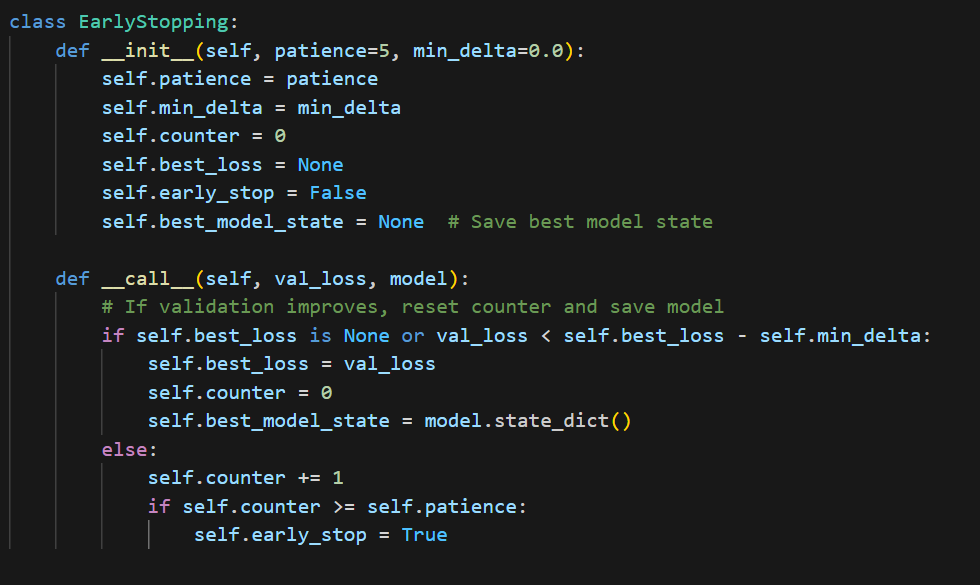 class EarlyStopping:
    def __init__(self, patience=5, min_delta=0.0):
        self.patience = patience
        self.min_delta = min_delta
        self.counter = 0
        self.best_loss = None
        self.early_stop = False
        self.best_model_state = None  # Save best model state

    def __call__(self, val_loss, model):
        # If validation improves, reset counter and save model
        if self.best_loss is None or val_loss < self.best_loss - self.min_delta:
            self.best_loss = val_loss
            self.counter = 0
            self.best_model_state = model.state_dict()
        else:
            self.counter += 1
            if self.counter >= self.patience:
                self.early_stop = True